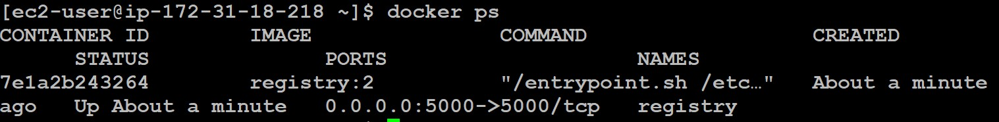 [ec2-user@ip-172-31-18-218 ~]$ docker ps
CONTAINER ID        IMAGE               COMMAND                  CREATED
      STATUS              PORTS                    NAMES
7e1a2b243264        registry:2          "/entrypoint.sh /etc…"   About a minute
ago   Up About a minute   0.0.0.0:5000->5000/tcp   registry